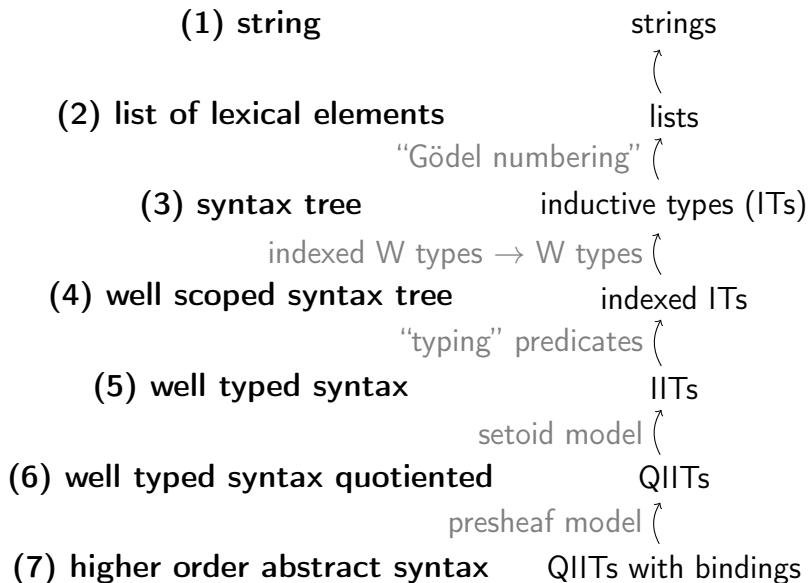 (1) string strings
(2) list of lexical elements lists
“Gödel numbering”
(3) syntax tree inductive types (ITs)
indexed W types → W types
(4) well scoped syntax tree indexed ITs
“typing” predicates
(5) well typed syntax IITs
setoid model
(6) well typed syntax quotiented QIITs
presheaf model
(7) higher order abstract syntax QIITs with bindings